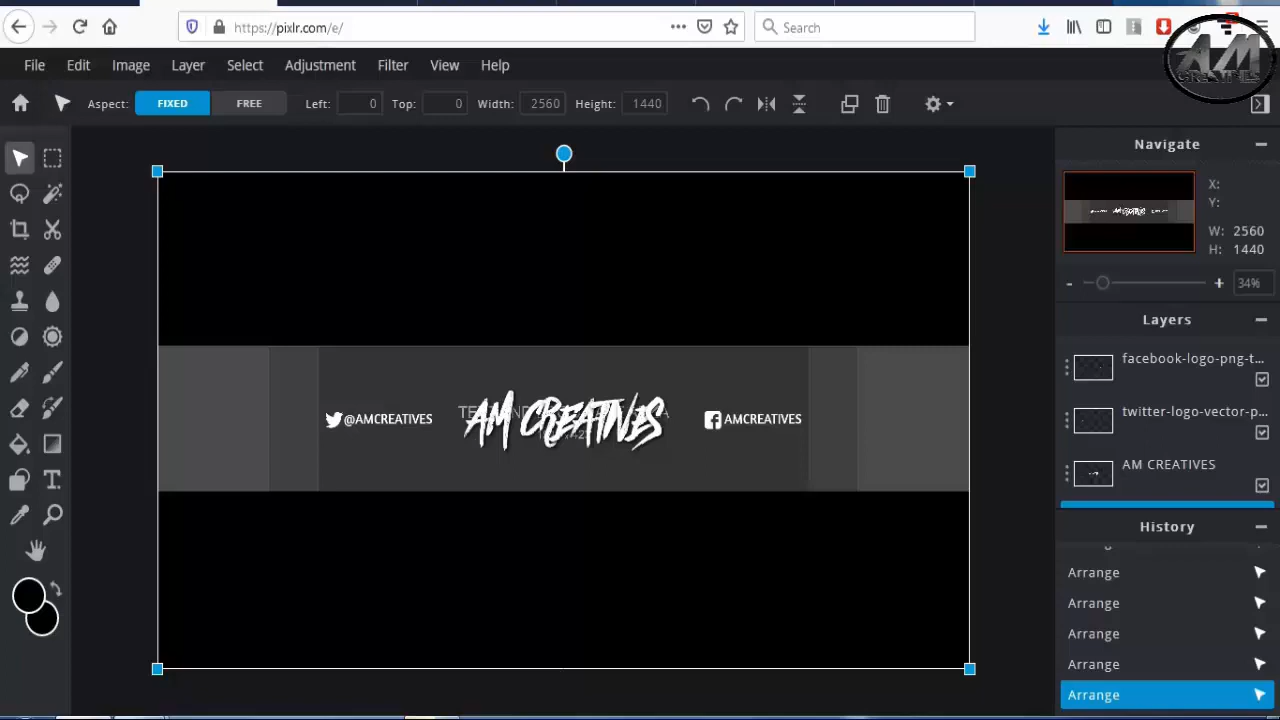 https://pixlr.com/e/
Search
AM
CREATIVES
File Edit Image Layer Select Adjustment Filter View Help
Aspect: FIXED FREE Left: 0 Top: 0 Width: 2560 Height: 1440
Navigate
X:
Y:
W: 2560
H: 1440
- + 34%
Layers
facebook-logo-png-t...
twitter-logo-vector-p...
AM CREATIVES
@AMCREATIVES
AM CREATIVES
AMCREATIVES
History
Arrange
Arrange
Arrange
Arrange
Arrange